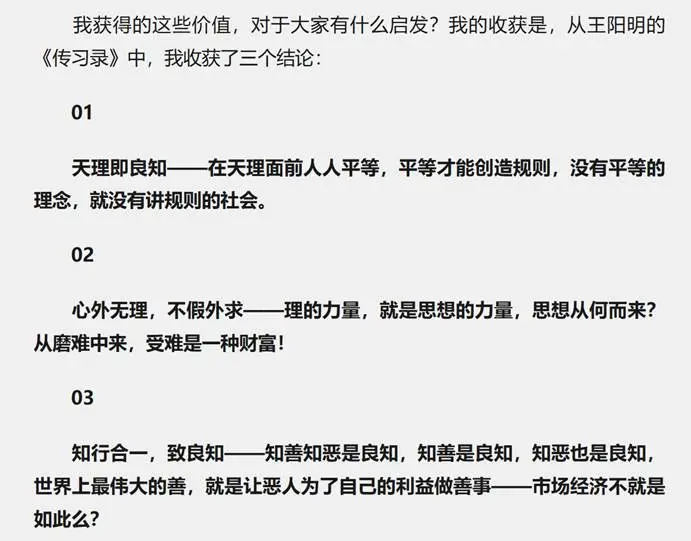 我获得的这些价值，对于大家有什么启发？我的收获是，从王阳明的
《传习录》中，我收获了三个结论：
01
天理即良知——在天理面前人人平等，平等才能创造规则，没有平等的
理念，就没有讲规则的社会。
02
心外无理，不假外求——理的力量，就是思想的力量，思想从何而来？
从磨难中来，受难是一种财富！
03
知行合一，致良知——知善知恶是良知，知善是良知，知恶也是良知，
世界上最伟大的善，就是让恶人为了自己的利益做善事——市场经济不就是
如此么？